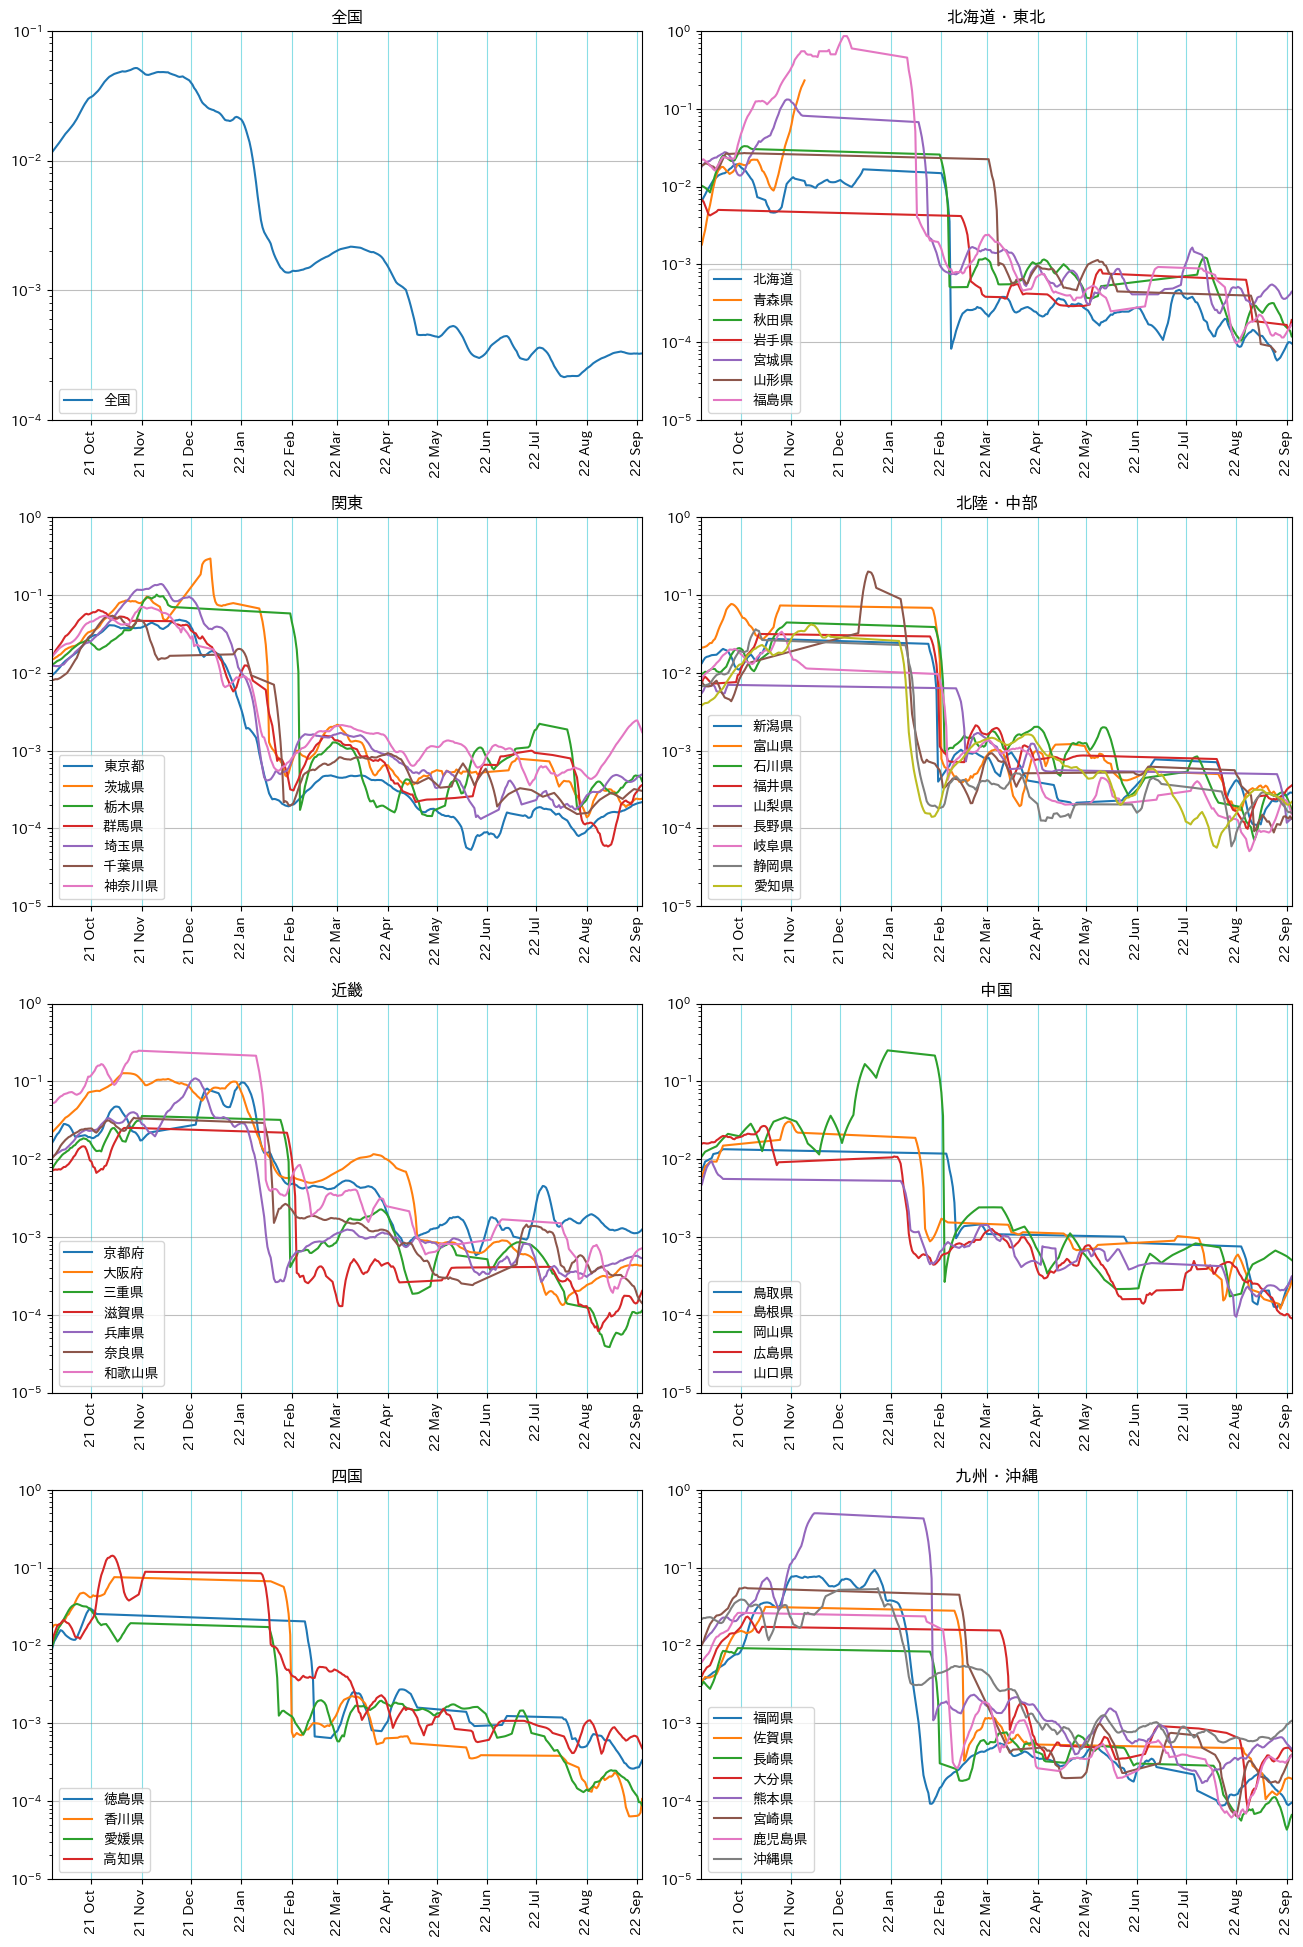 全国
10⁻¹
10⁻²
10⁻³
10⁻⁴
全国
21 Oct
21 Nov
21 Dec
22 Jan
22 Feb
22 Mar
22 Apr
22 May
22 Jun
22 Jul
22 Aug
22 Sep
北海道・東北
10⁰
10⁻¹
10⁻²
10⁻³
10⁻⁴
10⁻⁵
北海道
青森県
秋田県
岩手県
宮城県
山形県
福島県
21 Oct
21 Nov
21 Dec
22 Jan
22 Feb
22 Mar
22 Apr
22 May
22 Jun
22 Jul
22 Aug
22 Sep
関東
10⁰
10⁻¹
10⁻²
10⁻³
10⁻⁴
10⁻⁵
東京都
茨城県
栃木県
群馬県
埼玉県
千葉県
神奈川県
21 Oct
21 Nov
21 Dec
22 Jan
22 Feb
22 Mar
22 Apr
22 May
22 Jun
22 Jul
22 Aug
22 Sep
北陸・中部
10⁰
10⁻¹
10⁻²
10⁻³
10⁻⁴
10⁻⁵
新潟県
富山県
石川県
福井県
山梨県
長野県
岐阜県
静岡県
愛知県
21 Oct
21 Nov
21 Dec
22 Jan
22 Feb
22 Mar
22 Apr
22 May
22 Jun
22 Jul
22 Aug
22 Sep
近畿
10⁰
10⁻¹
10⁻²
10⁻³
10⁻⁴
10⁻⁵
京都府
大阪府
三重県
滋賀県
兵庫県
奈良県
和歌山県
21 Oct
21 Nov
21 Dec
22 Jan
22 Feb
22 Mar
22 Apr
22 May
22 Jun
22 Jul
22 Aug
22 Sep
中国
10⁰
10⁻¹
10⁻²
10⁻³
10⁻⁴
10⁻⁵
鳥取県
島根県
岡山県
広島県
山口県
21 Oct
21 Nov
21 Dec
22 Jan
22 Feb
22 Mar
22 Apr
22 May
22 Jun
22 Jul
22 Aug
22 Sep
四国
10⁰
10⁻¹
10⁻²
10⁻³
10⁻⁴
10⁻⁵
徳島県
香川県
愛媛県
高知県
21 Oct
21 Nov
21 Dec
22 Jan
22 Feb
22 Mar
22 Apr
22 May
22 Jun
22 Jul
22 Aug
22 Sep
九州・沖縄
10⁰
10⁻¹
10⁻²
10⁻³
10⁻⁴
10⁻⁵
福岡県
佐賀県
長崎県
大分県
熊本県
宮崎県
鹿児島県
沖縄県
21 Oct
21 Nov
21 Dec
22 Jan
22 Feb
22 Mar
22 Apr
22 May
22 Jun
22 Jul
22 Aug
22 Sep